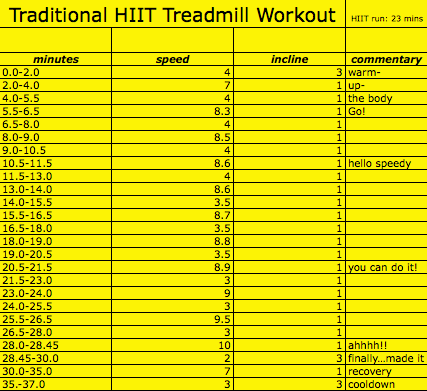 Traditional HIIT Treadmill Workout HIIT run: 23 mins
minutes speed incline commentary
0.0-2.0 4 3 warm-
2.0-4.0 7 1 up-
4.0-5.5 4 1 the body
5.5-6.5 8.3 1 Go!
6.5-8.0 4 1
8.0-9.0 8.5 1
9.0-10.5 4 1
10.5-11.5 8.6 1 hello speedy
11.5-13.0 4 1
13.0-14.0 8.6 1
14.0-15.5 3.5 1
15.5-16.5 8.7 1
16.5-18.0 3.5 1
18.0-19.0 8.8 1
19.0-20.5 3.5 1
20.5-21.5 8.9 1 you can do it!
21.5-23.0 3 1
23.0-24.0 9 1
24.0-25.5 3 1
25.5-26.5 9.5 1
26.5-28.0 3 1
28.0-28.45 10 1 ahhhh!!
28.45-30.0 2 3 finally...made it
30.0-35.0 7 1 recovery
35.-37.0 3 3 cooldown